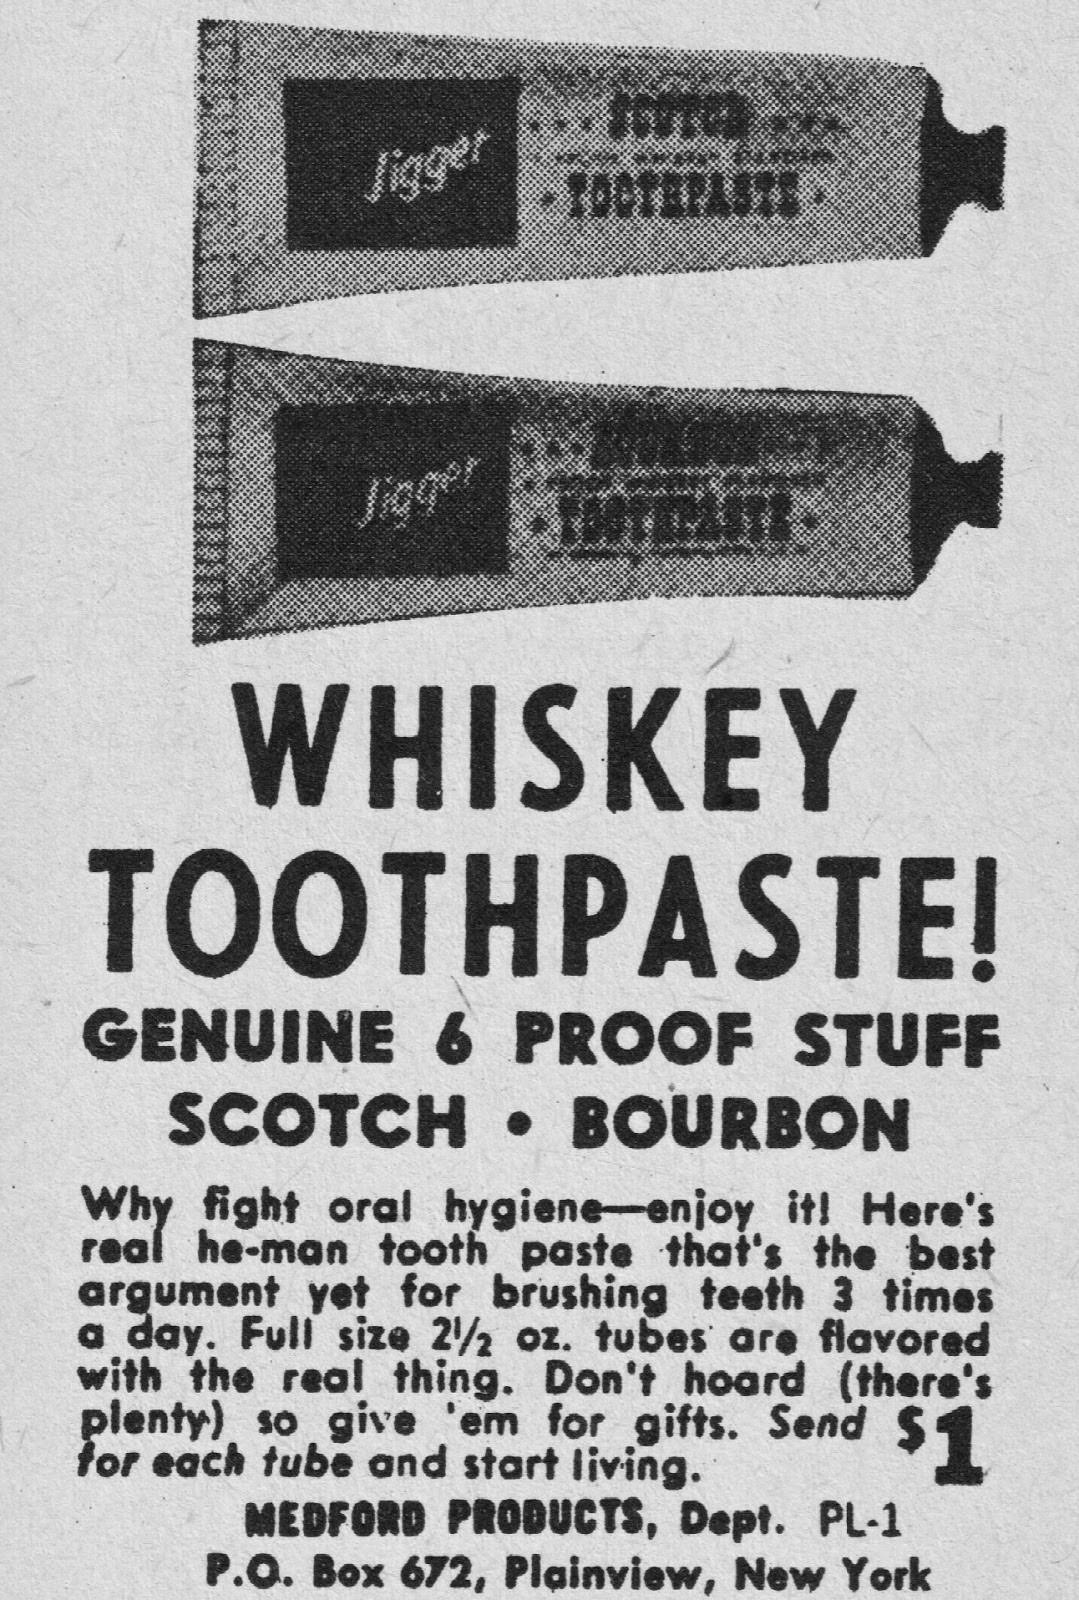 Jigger
SCOTCH
TOOTHPASTE
Jigger
TOOTHPASTE
WHISKEY
TOOTHPASTE!
GENUINE 6 PROOF STUFF
SCOTCH • BOURBON
Why fight oral hygiene—enjoy it! Here's
real he-man tooth paste that's the best
argument yet for brushing teeth 3 times
a day. Full size 2½ oz. tubes are flavored
with the real thing. Don't hoard (there's
plenty) so give 'em for gifts. Send $1
for each tube and start living.
MEDFORD PRODUCTS, Dept. PL-1
P.O. Box 672, Plainview, New York